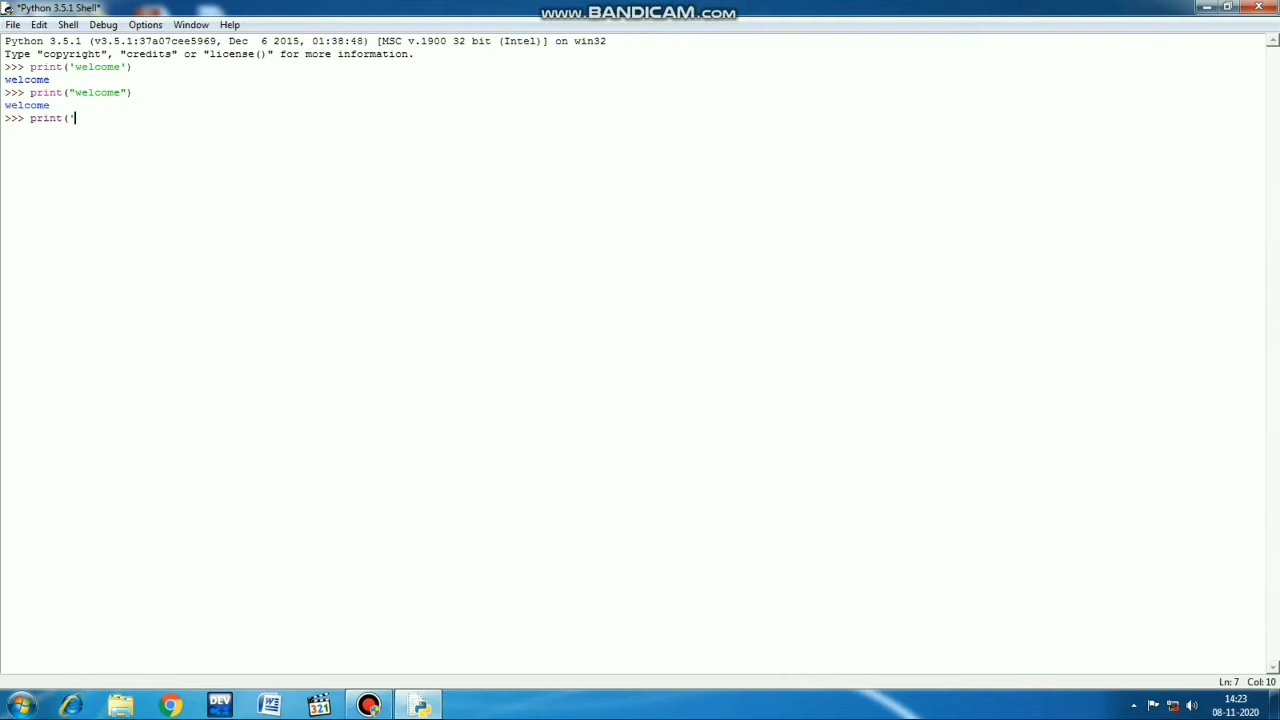 *Python 3.5.1 Shell*
www.BANDICAM.com
File Edit Shell Debug Options Window Help
Python 3.5.1 (v3.5.1:37a07cee5969, Dec  6 2015, 01:38:48) [MSC v.1900 32 bit (Intel)] on win32
Type "copyright", "credits" or "license()" for more information.
>>> print('welcome')
welcome
>>> print("welcome")
welcome
>>> print('
Ln: 7 Col: 10
DEV
W
321
14:23
08-11-2020